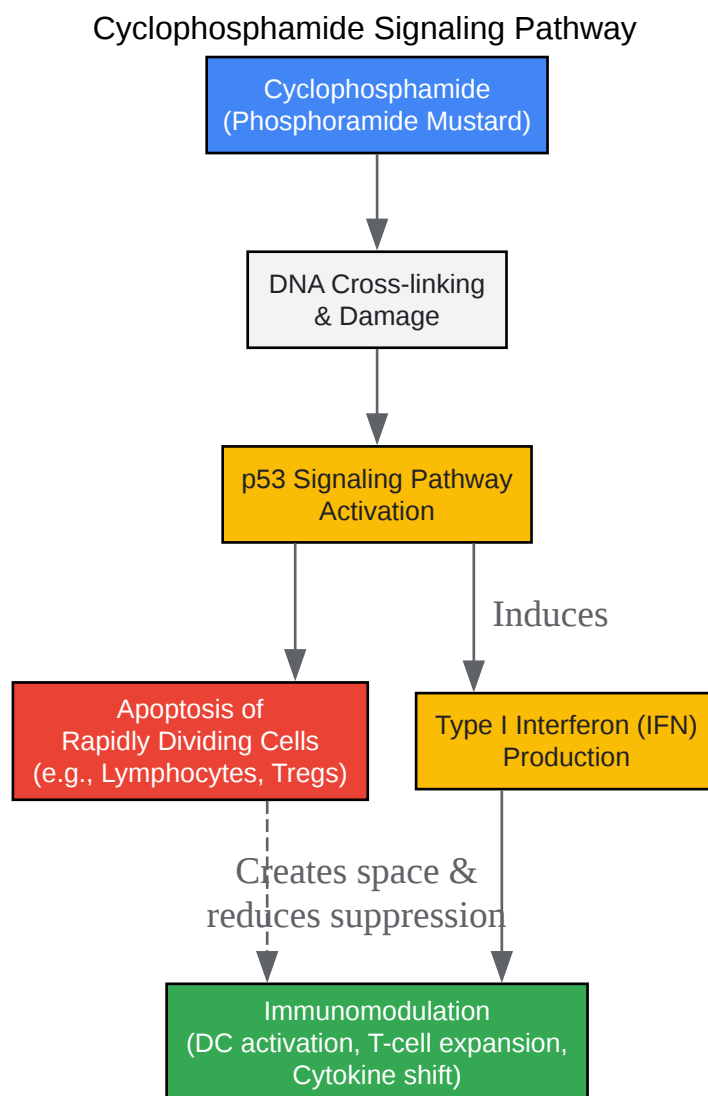 Cyclophosphamide Signaling Pathway
Cyclophosphamide
(Phosphoramide Mustard)
DNA Cross-linking
& Damage
p53 Signaling Pathway
Activation
Induces
Apoptosis of
Rapidly Dividing Cells
(e.g., Lymphocytes, Tregs)
Type I Interferon (IFN)
Production
Creates space &
reduces suppression
Immunomodulation
(DC activation, T-cell expansion,
Cytokine shift)